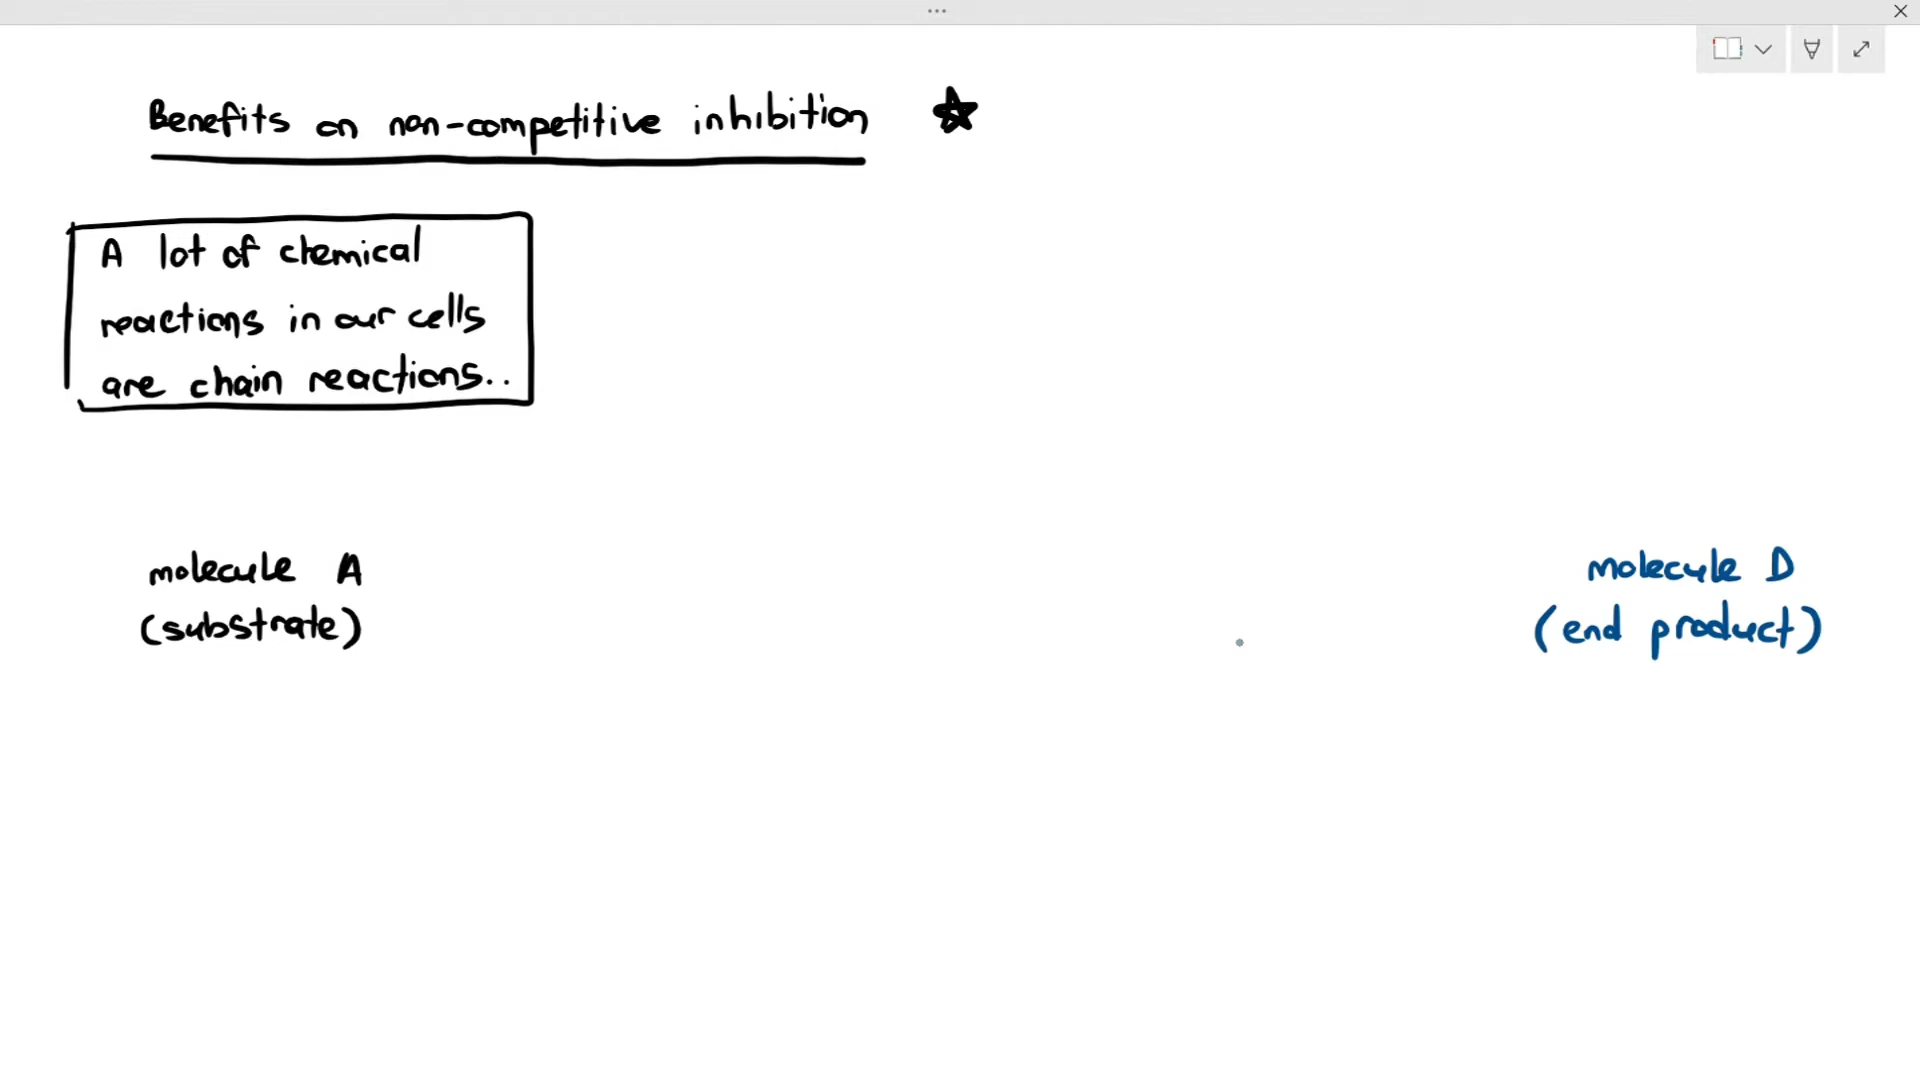 Benefits on non-competitive inhibition
A lot of chemical
reactions in our cells
are chain reactions..
molecule A
(substrate)
molecule D
(end product)